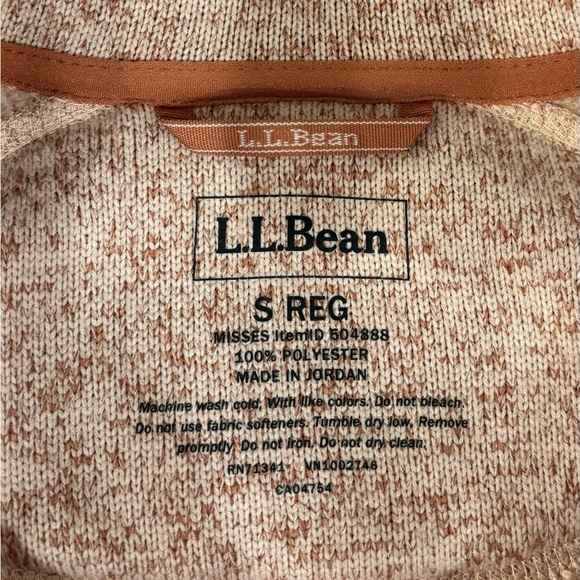 L.L.Bean
L.L.Bean
S REG
MISSES ItemID 504888
100% POLYESTER
MADE IN JORDAN
Machine wash cold, With like colors. Do not bleach.
Do not use fabric softeners. Tumble dry low, Remove
promptly. Do not iron. Do not dry clean.
RN71341 VN1002746
CA04754